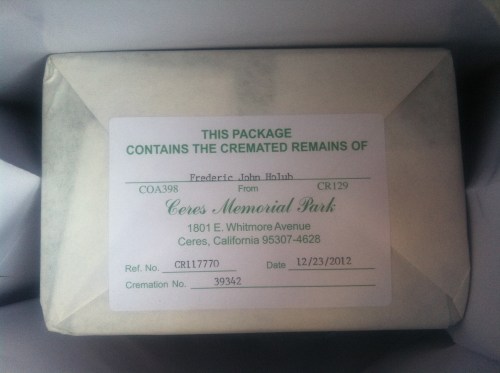 THIS PACKAGE
CONTAINS THE CREMATED REMAINS OF
Frederic John Holub
COA398 From CR129
Ceres Memorial Park
1801 E. Whitmore Avenue
Ceres, California 95307-4628
Ref. No. CR117770 Date 12/23/2012
Cremation No. 39342